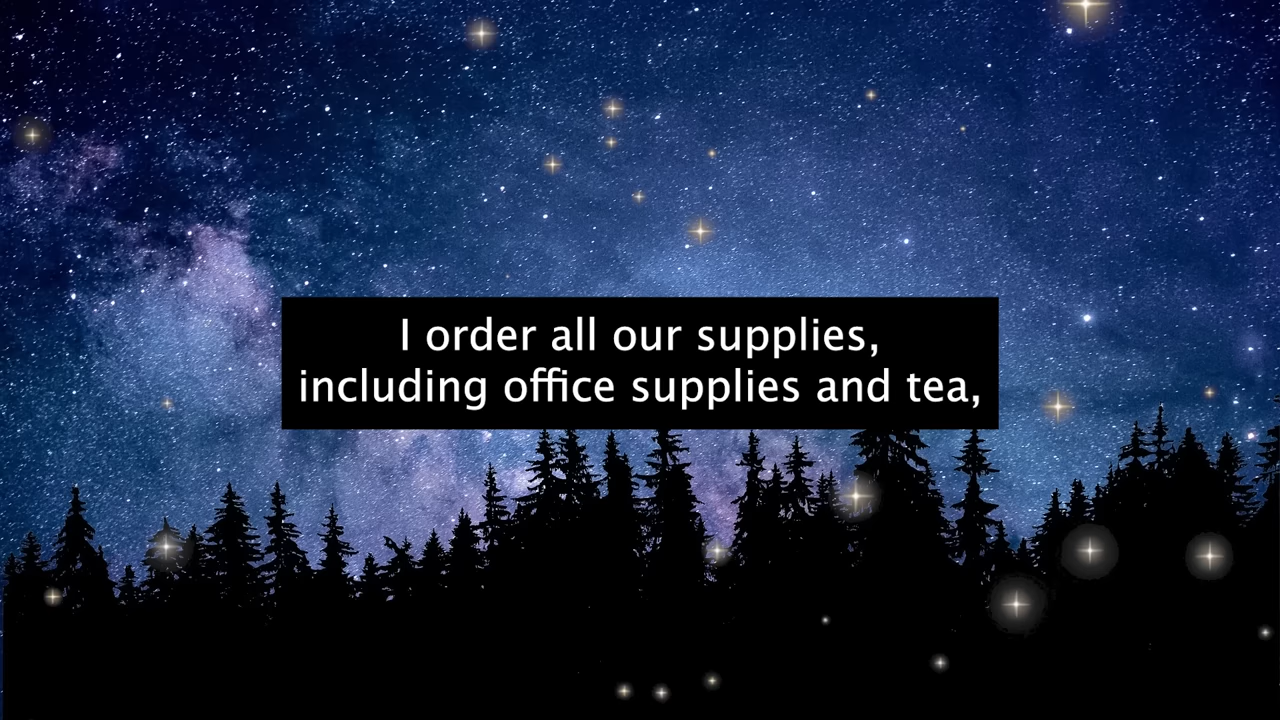 I order all our supplies,
including office supplies and tea,